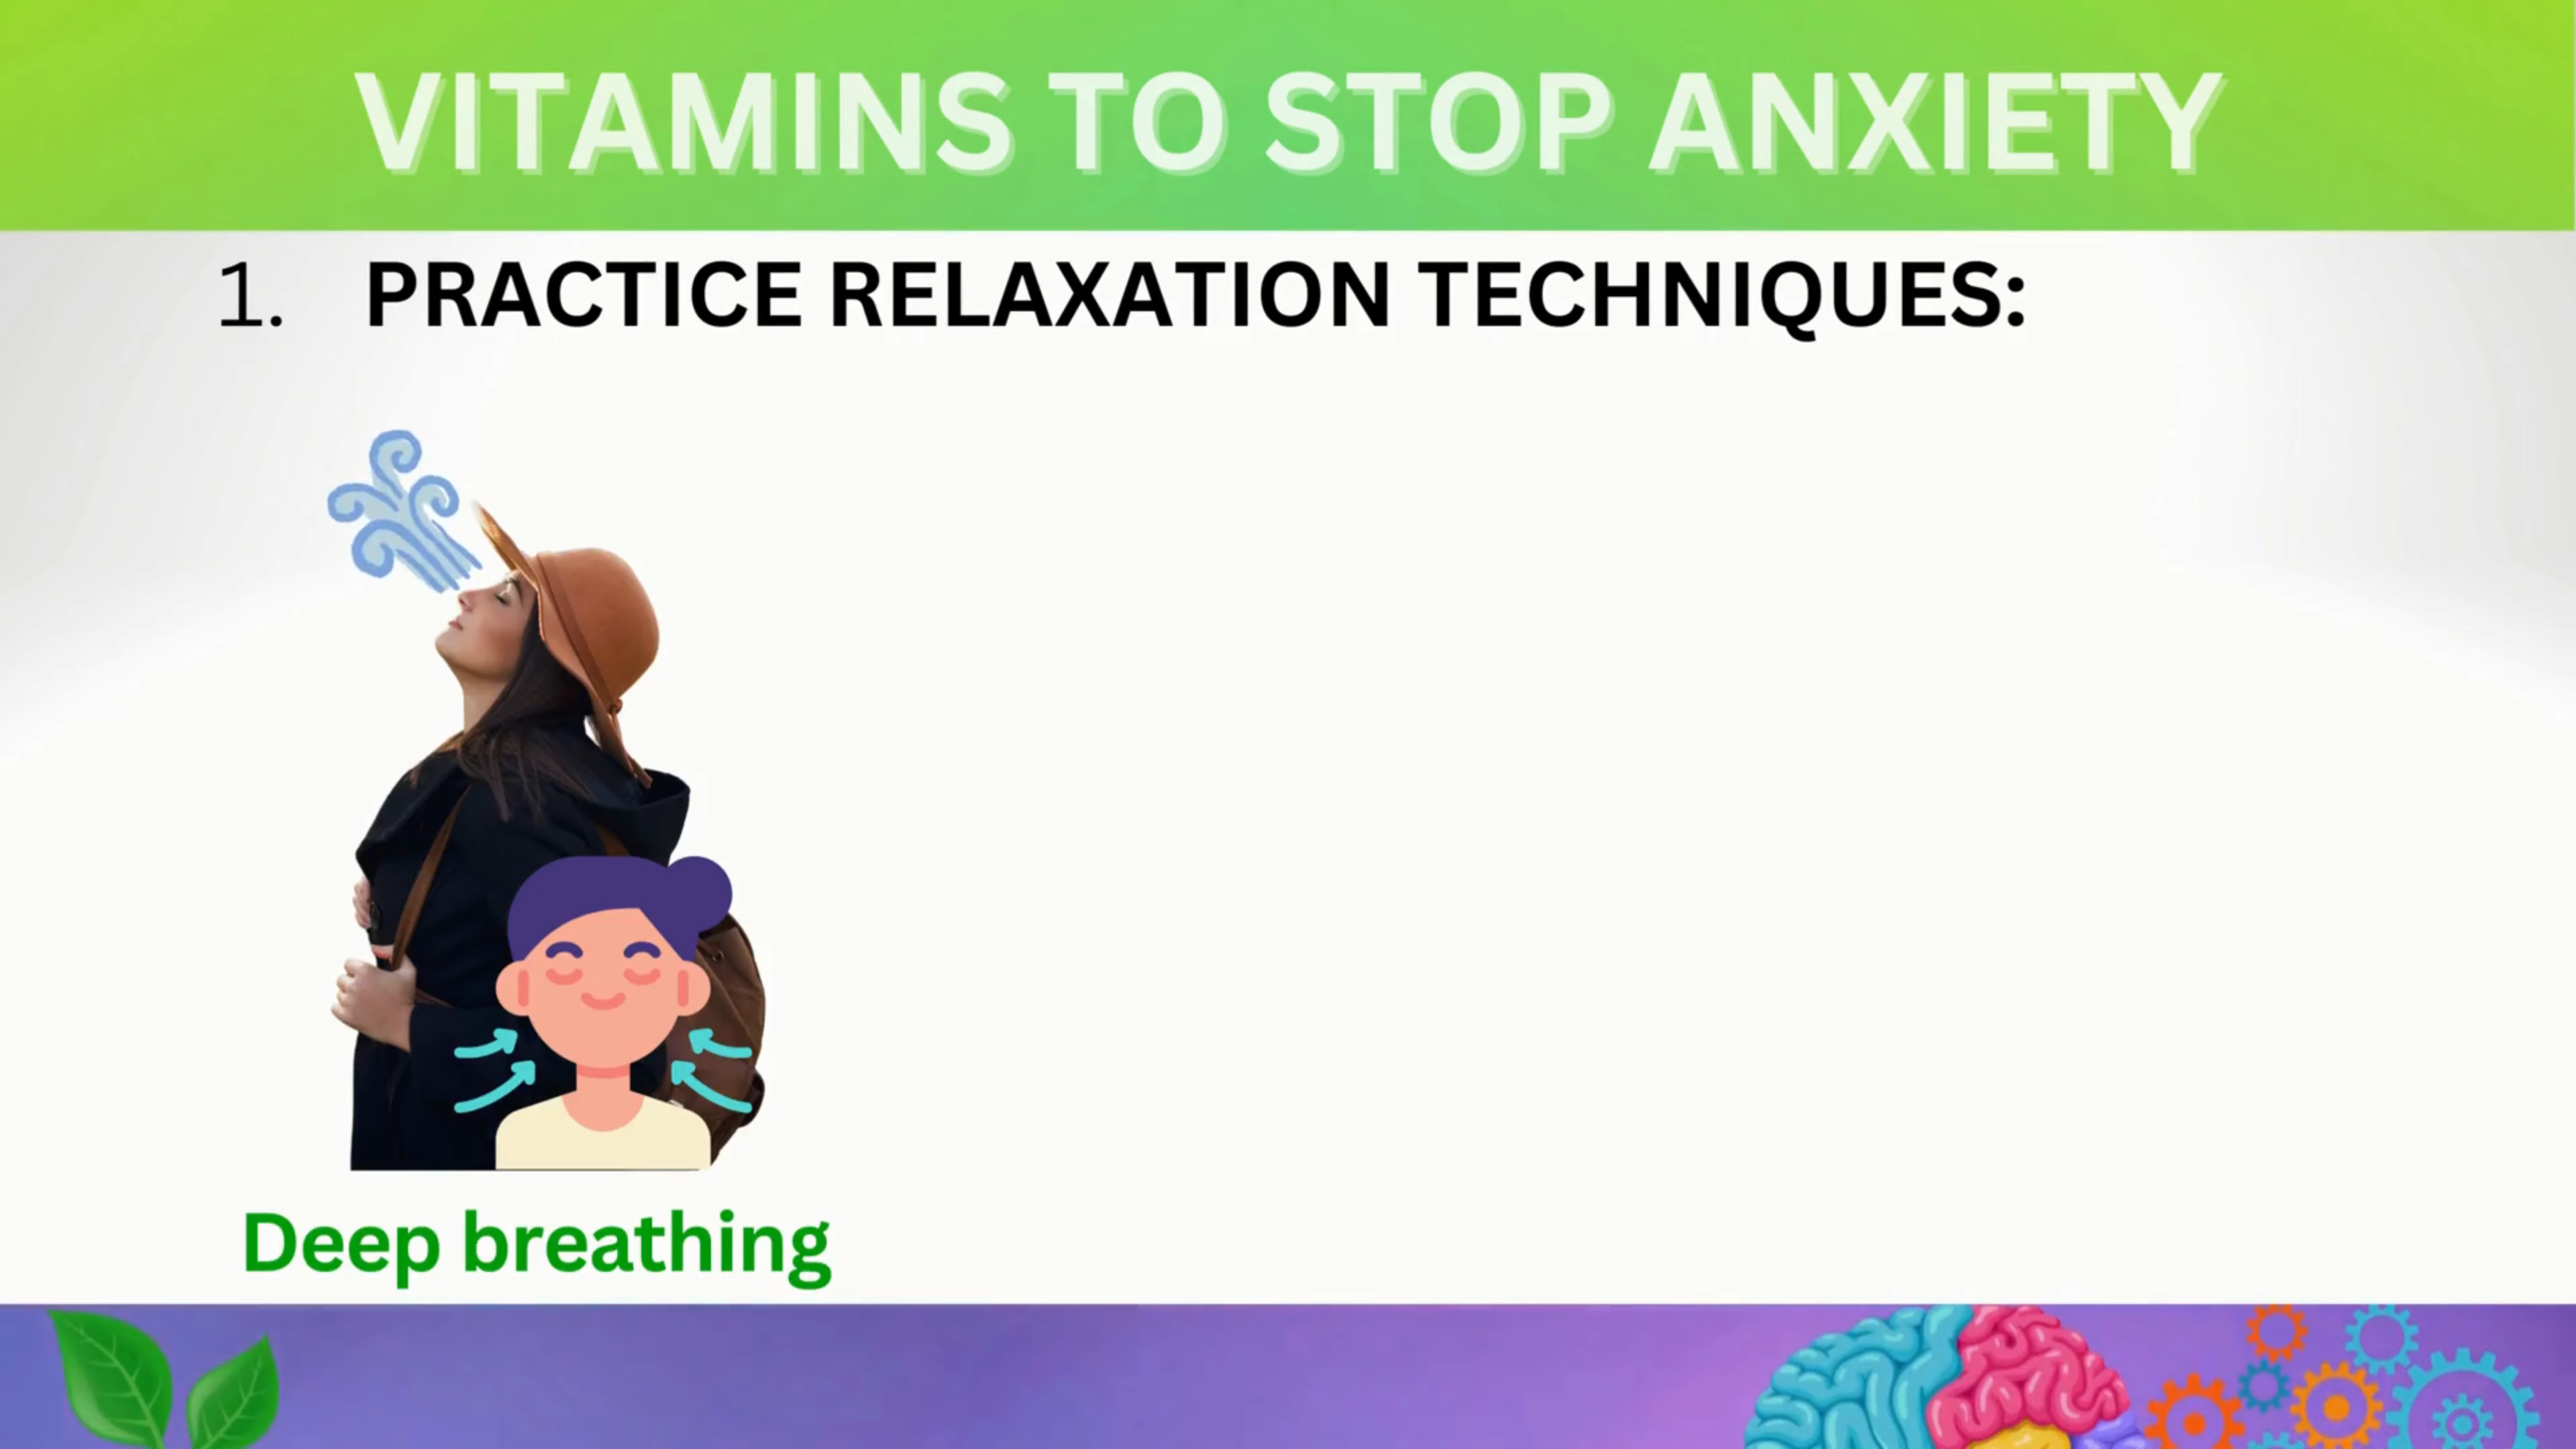 VITAMINS TO STOP ANXIETY
1. PRACTICE RELAXATION TECHNIQUES:
Deep breathing